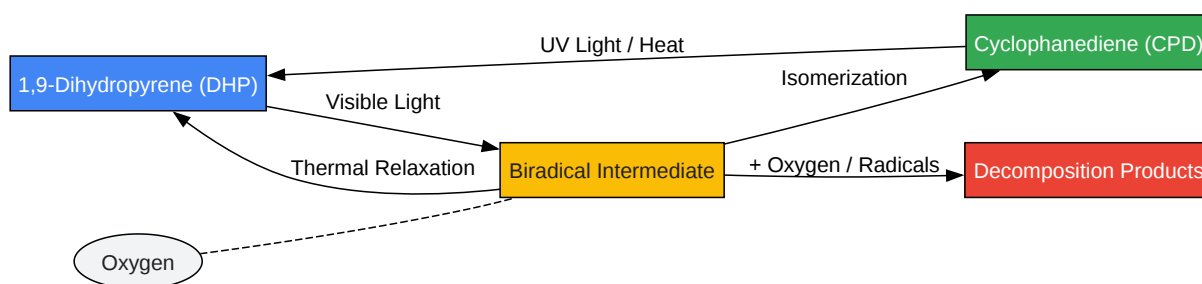 UV Light / Heat
Cyclophanediene (CPD)
1,9-Dihydropyrene (DHP)
Isomerization
Visible Light
Thermal Relaxation
Biradical Intermediate
+ Oxygen / Radicals
Decomposition Products
Oxygen